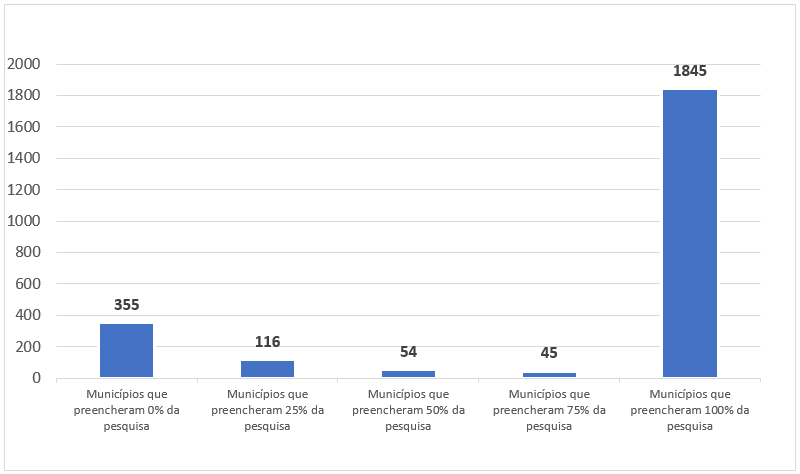 2000
1800
1600
1400
1200
1000
800
600
400
200
0
355
116
54
45
1845
Municípios que
preencheram 0% da
pesquisa
Municípios que
preencheram 25% da
pesquisa
Municípios que
preencheram 50% da
pesquisa
Municípios que
preencheram 75% da
pesquisa
Municípios que
preencheram 100% da
pesquisa